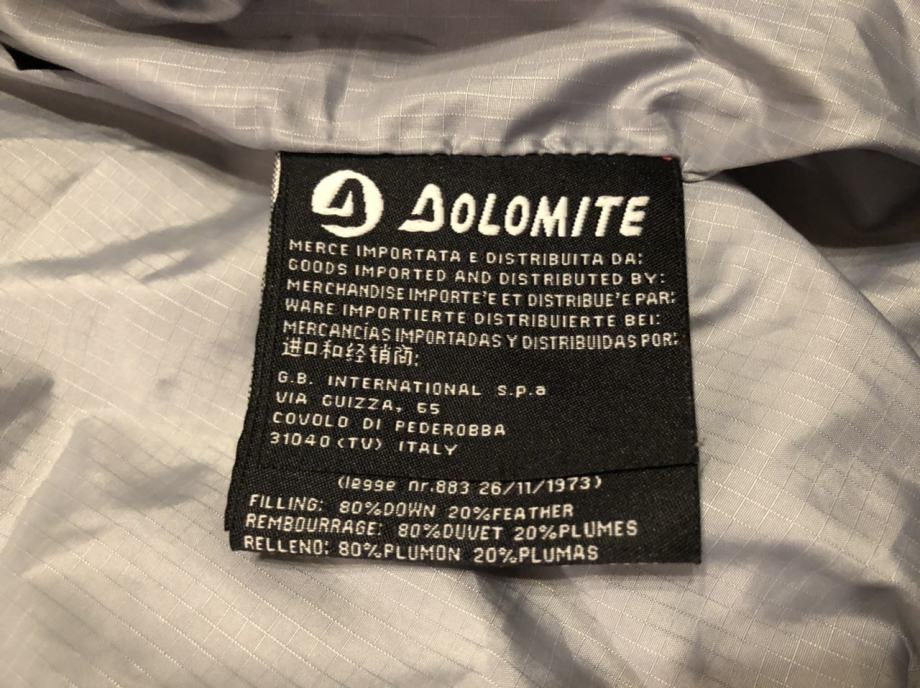 DOLOMITE
MERCE IMPORTATA E DISTRIBUITA DA:
GOODS IMPORTED AND DISTRIBUTED BY:
MERCHANDISE IMPORTE'E ET DISTRIBUE'E PAR:
WARE IMPORTIERTE DISTRIBUIERTE BEI:
MERCANCÍAS IMPORTADAS Y DISTRIBUIDAS POR:
进口和经销商:
G.B. INTERNATIONAL S.p.a
VIA GUIZZA, 65
COVOLO DI PEDEROBBA
31040 (TV) ITALY
(legge nr.883 26/11/1973)
FILLING: 80%DOWN 20%FEATHER
REMBOURRAGE: 80%DUVET 20%PLUMES
RELLENO: 80%PLUMON 20%PLUMAS